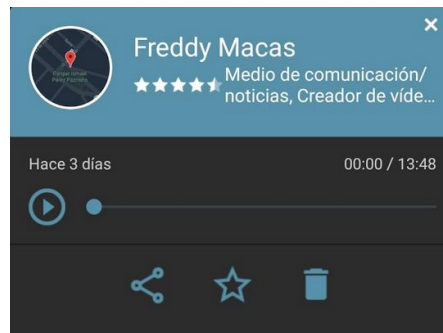 Freddy Macas
Medio de comunicación/
noticias, Creador de víde...
Hace 3 días
00:00 / 13:48